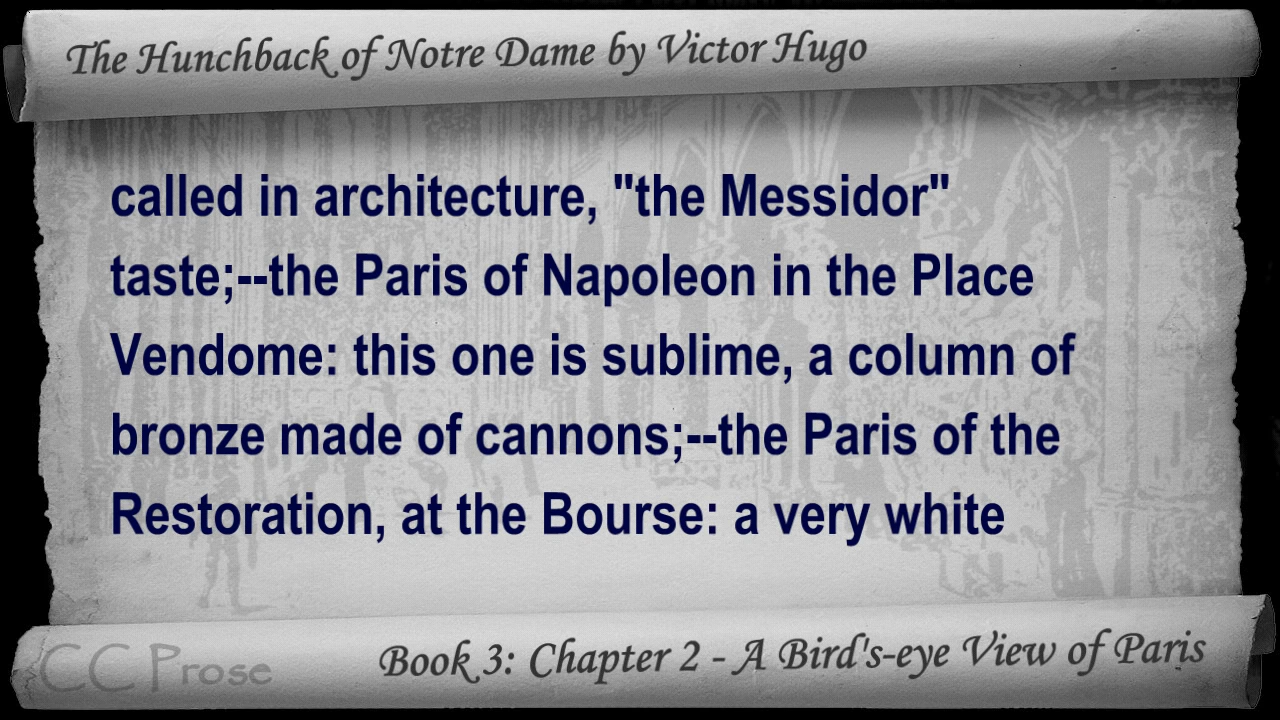 The Hunchback of Notre Dame by Victor Hugo
called in architecture, "the Messidor"
taste;--the Paris of Napoleon in the Place
Vendome: this one is sublime, a column of
bronze made of cannons;--the Paris of the
Restoration, at the Bourse: a very white
CC Prose
Book 3: Chapter 2 - A Bird's-eye View of Paris